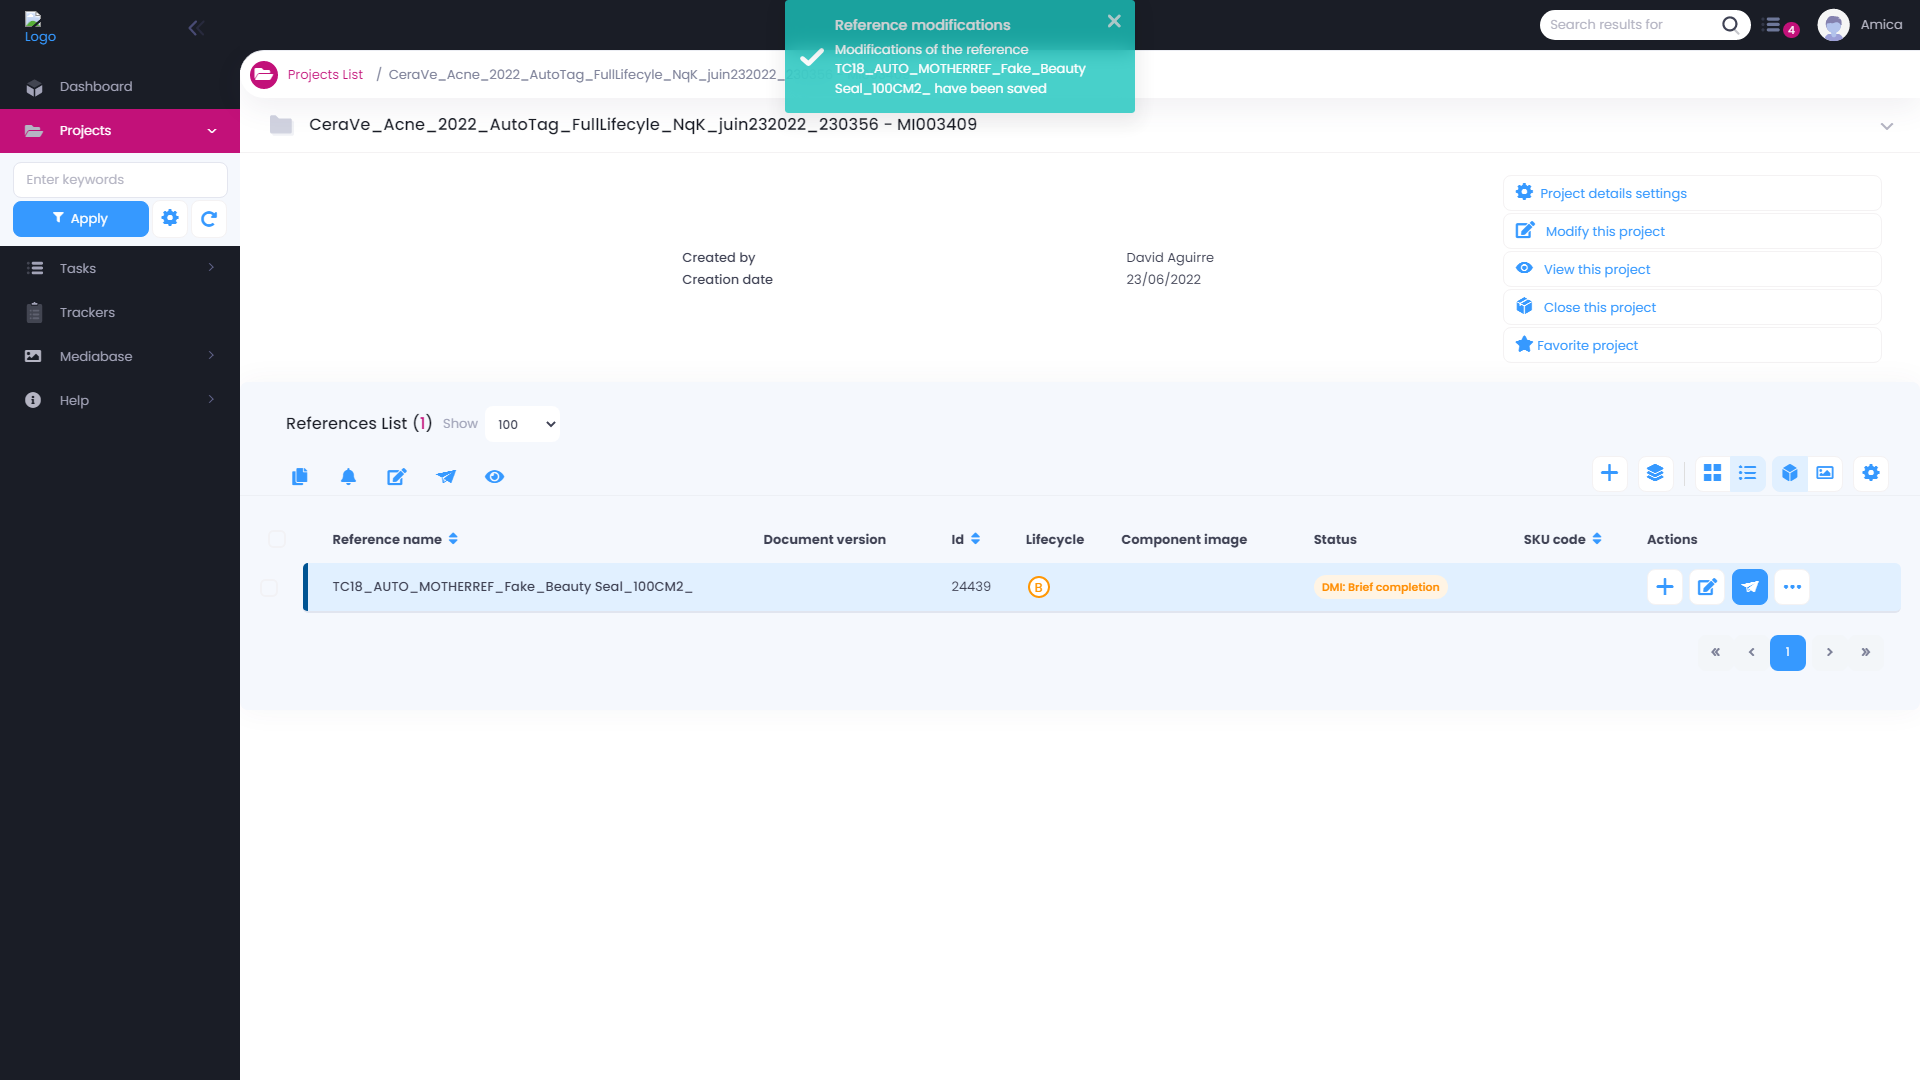 Logo
Search results for
4
Amica
Reference modifications
Modifications of the reference
TC18_AUTO_MOTHERREF_Fake_Beauty
Seal_100CM2_ have been saved
Projects List / CeraVe_Acne_2022_AutoTag_FullLifecyle_NqK_juin232022_
CeraVe_Acne_2022_AutoTag_FullLifecyle_NqK_juin232022_230356 - MI003409
Dashboard
Projects
Enter keywords
Apply
Tasks
Trackers
Mediabase
Help
Created by David Aguirre
Creation date 23/06/2022
Project details settings
Modify this project
View this project
Close this project
Favorite project
References List (1) Show 100
Reference name Document version Id Lifecycle Component image Status SKU code Actions
TC18_AUTO_MOTHERREF_Fake_Beauty Seal_100CM2_ 24439 B DMI: Brief completion
« ‹ 1 › »